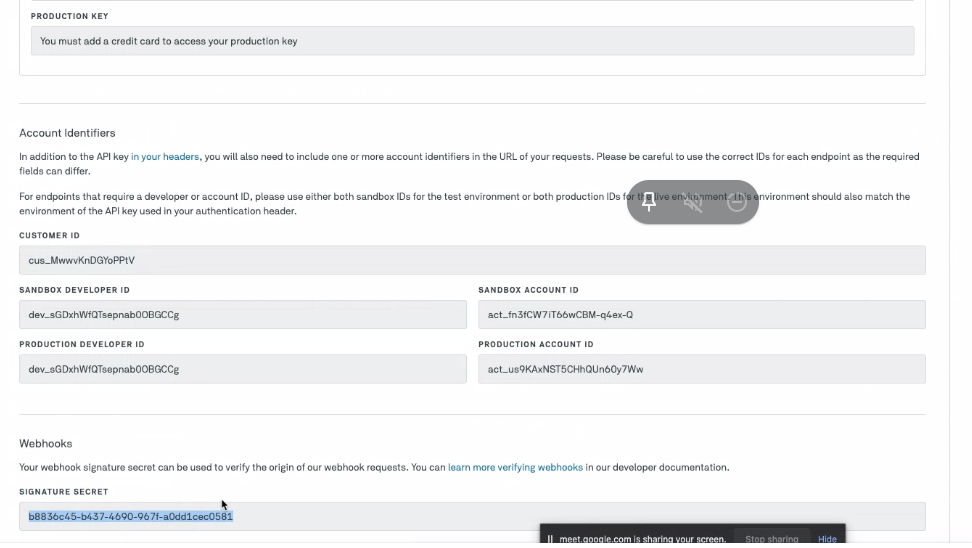 PRODUCTION KEY
You must add a credit card to access your production key
Account Identifiers
In addition to the API key in your headers, you will also need to include one or more account identifiers in the URL of your requests. Please be careful to use the correct IDs for each endpoint as the required
fields can differ.
For endpoints that require a developer or account ID, please use either both sandbox IDs for the test environment or both production IDs for the live environment. This environment should also match the
environment of the API key used in your authentication header.
CUSTOMER ID
cus_MwwvKnDGYoPPtV
SANDBOX DEVELOPER ID
SANDBOX ACCOUNT ID
dev_sGDxhWfQTsepnab0OBGCCg
act_fn3fCW7iT66wCBM-q4ex-Q
PRODUCTION DEVELOPER ID
PRODUCTION ACCOUNT ID
dev_sGDxhWfQTsepnab0OBGCCg
act_us9KAxNST5CHhQUn60y7Ww
Webhooks
Your webhook signature secret can be used to verify the origin of our webhook requests. You can learn more verifying webhooks in our developer documentation.
SIGNATURE SECRET
b8836c45-b437-4690-967f-a0dd1cec0581
meet.google.com is sharing your screen.
Stop sharing
Hide